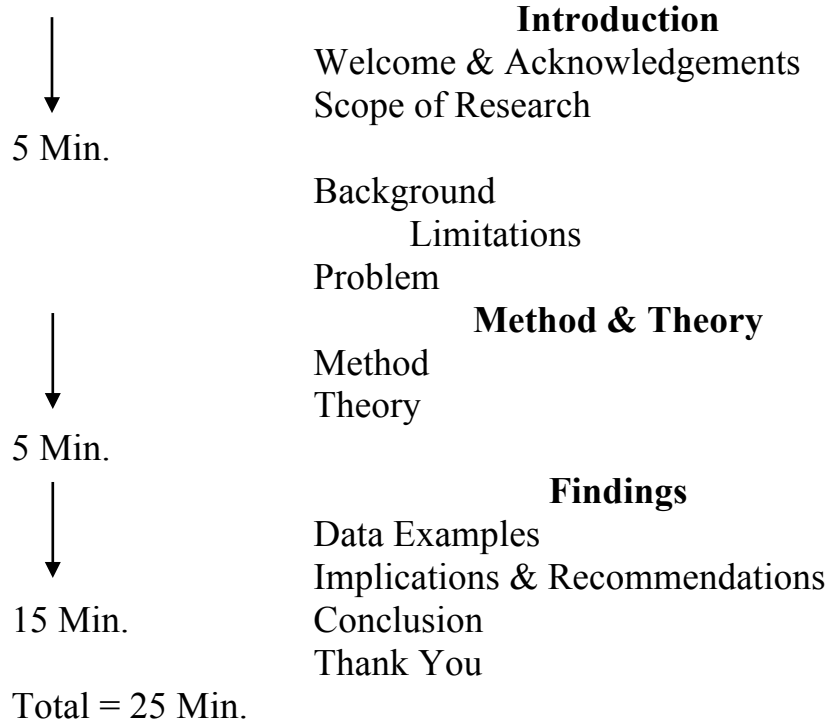 Introduction
Welcome & Acknowledgements
Scope of Research
5 Min.
Background
Limitations
Problem
Method & Theory
Method
Theory
5 Min.
Findings
Data Examples
Implications & Recommendations
15 Min. Conclusion
Thank You
Total = 25 Min.